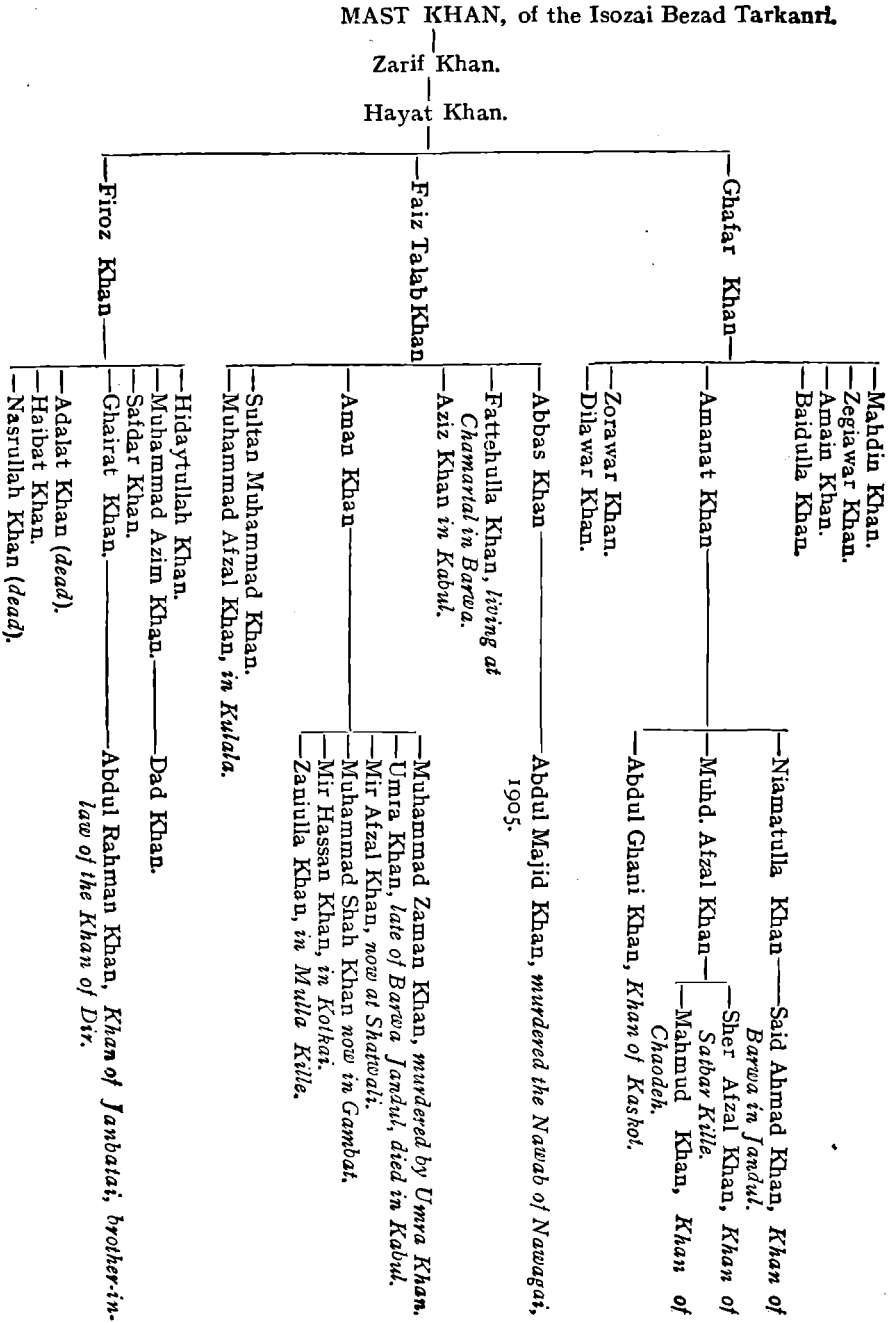 MAST KHAN, of the Isozai Bezad Tarkanri.
Zarif Khan.
Hayat Khan.
Ghafar Khan
Mahdin Khan.
Zegiawar Khan.
Amain Khan.
Baidulla Khan.
Amanat Khan
Niamatulla Khan
Said Ahmad Khan, Khan of
Barwa in Jandul.
Muhd. Afzal Khan
Sher Afzal Khan, Khan of
Satbar Kille.
Mahmud Khan, Khan of
Chaodeh.
Abdul Ghani Khan, Khan of Kaskot.
Zorawar Khan.
Dilawar Khan.
Faiz Talab Khan
Abbas Khan
Abdul Majid Khan, murdered the Nawab of Nawagai,
1905.
Fattehulla Khan, living at
Chamartal in Barwa.
Aziz Khan in Kabul.
Aman Khan
Muhammad Zaman Khan, murdered by Umra Khan.
Umra Khan, late of Barwa Jandul, died in Kabul.
Mir Afzal Khan, now at Shatwali.
Muhammad Shah Khan now in Gambat.
Mir Hassan Khan, in Kotkai.
Zaniulla Khan, in Mulla Kille.
Sultan Muhammad Khan.
Muhammad Afzal Khan, in Kulala.
Firoz Khan
Hidaytullah Khan.
Muhammad Azim Khan.
Dad Khan.
Safdar Khan.
Ghairat Khan.
Abdul Rahman Khan, Khan of Janbatai, brother-in-
law of the Khan of Dir.
Adalat Khan (dead).
Haibat Khan.
Nasrullah Khan (dead).